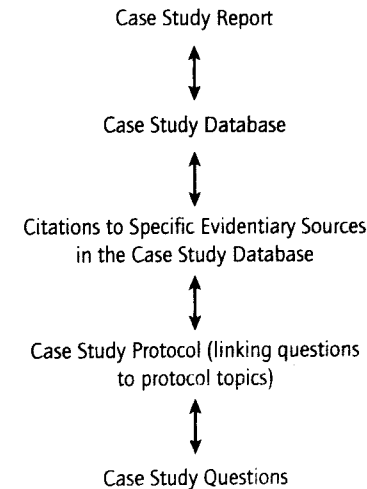 Case Study Report
Case Study Database
Citations to Specific Evidentiary Sources
in the Case Study Database
Case Study Protocol (linking questions
to protocol topics)
Case Study Questions